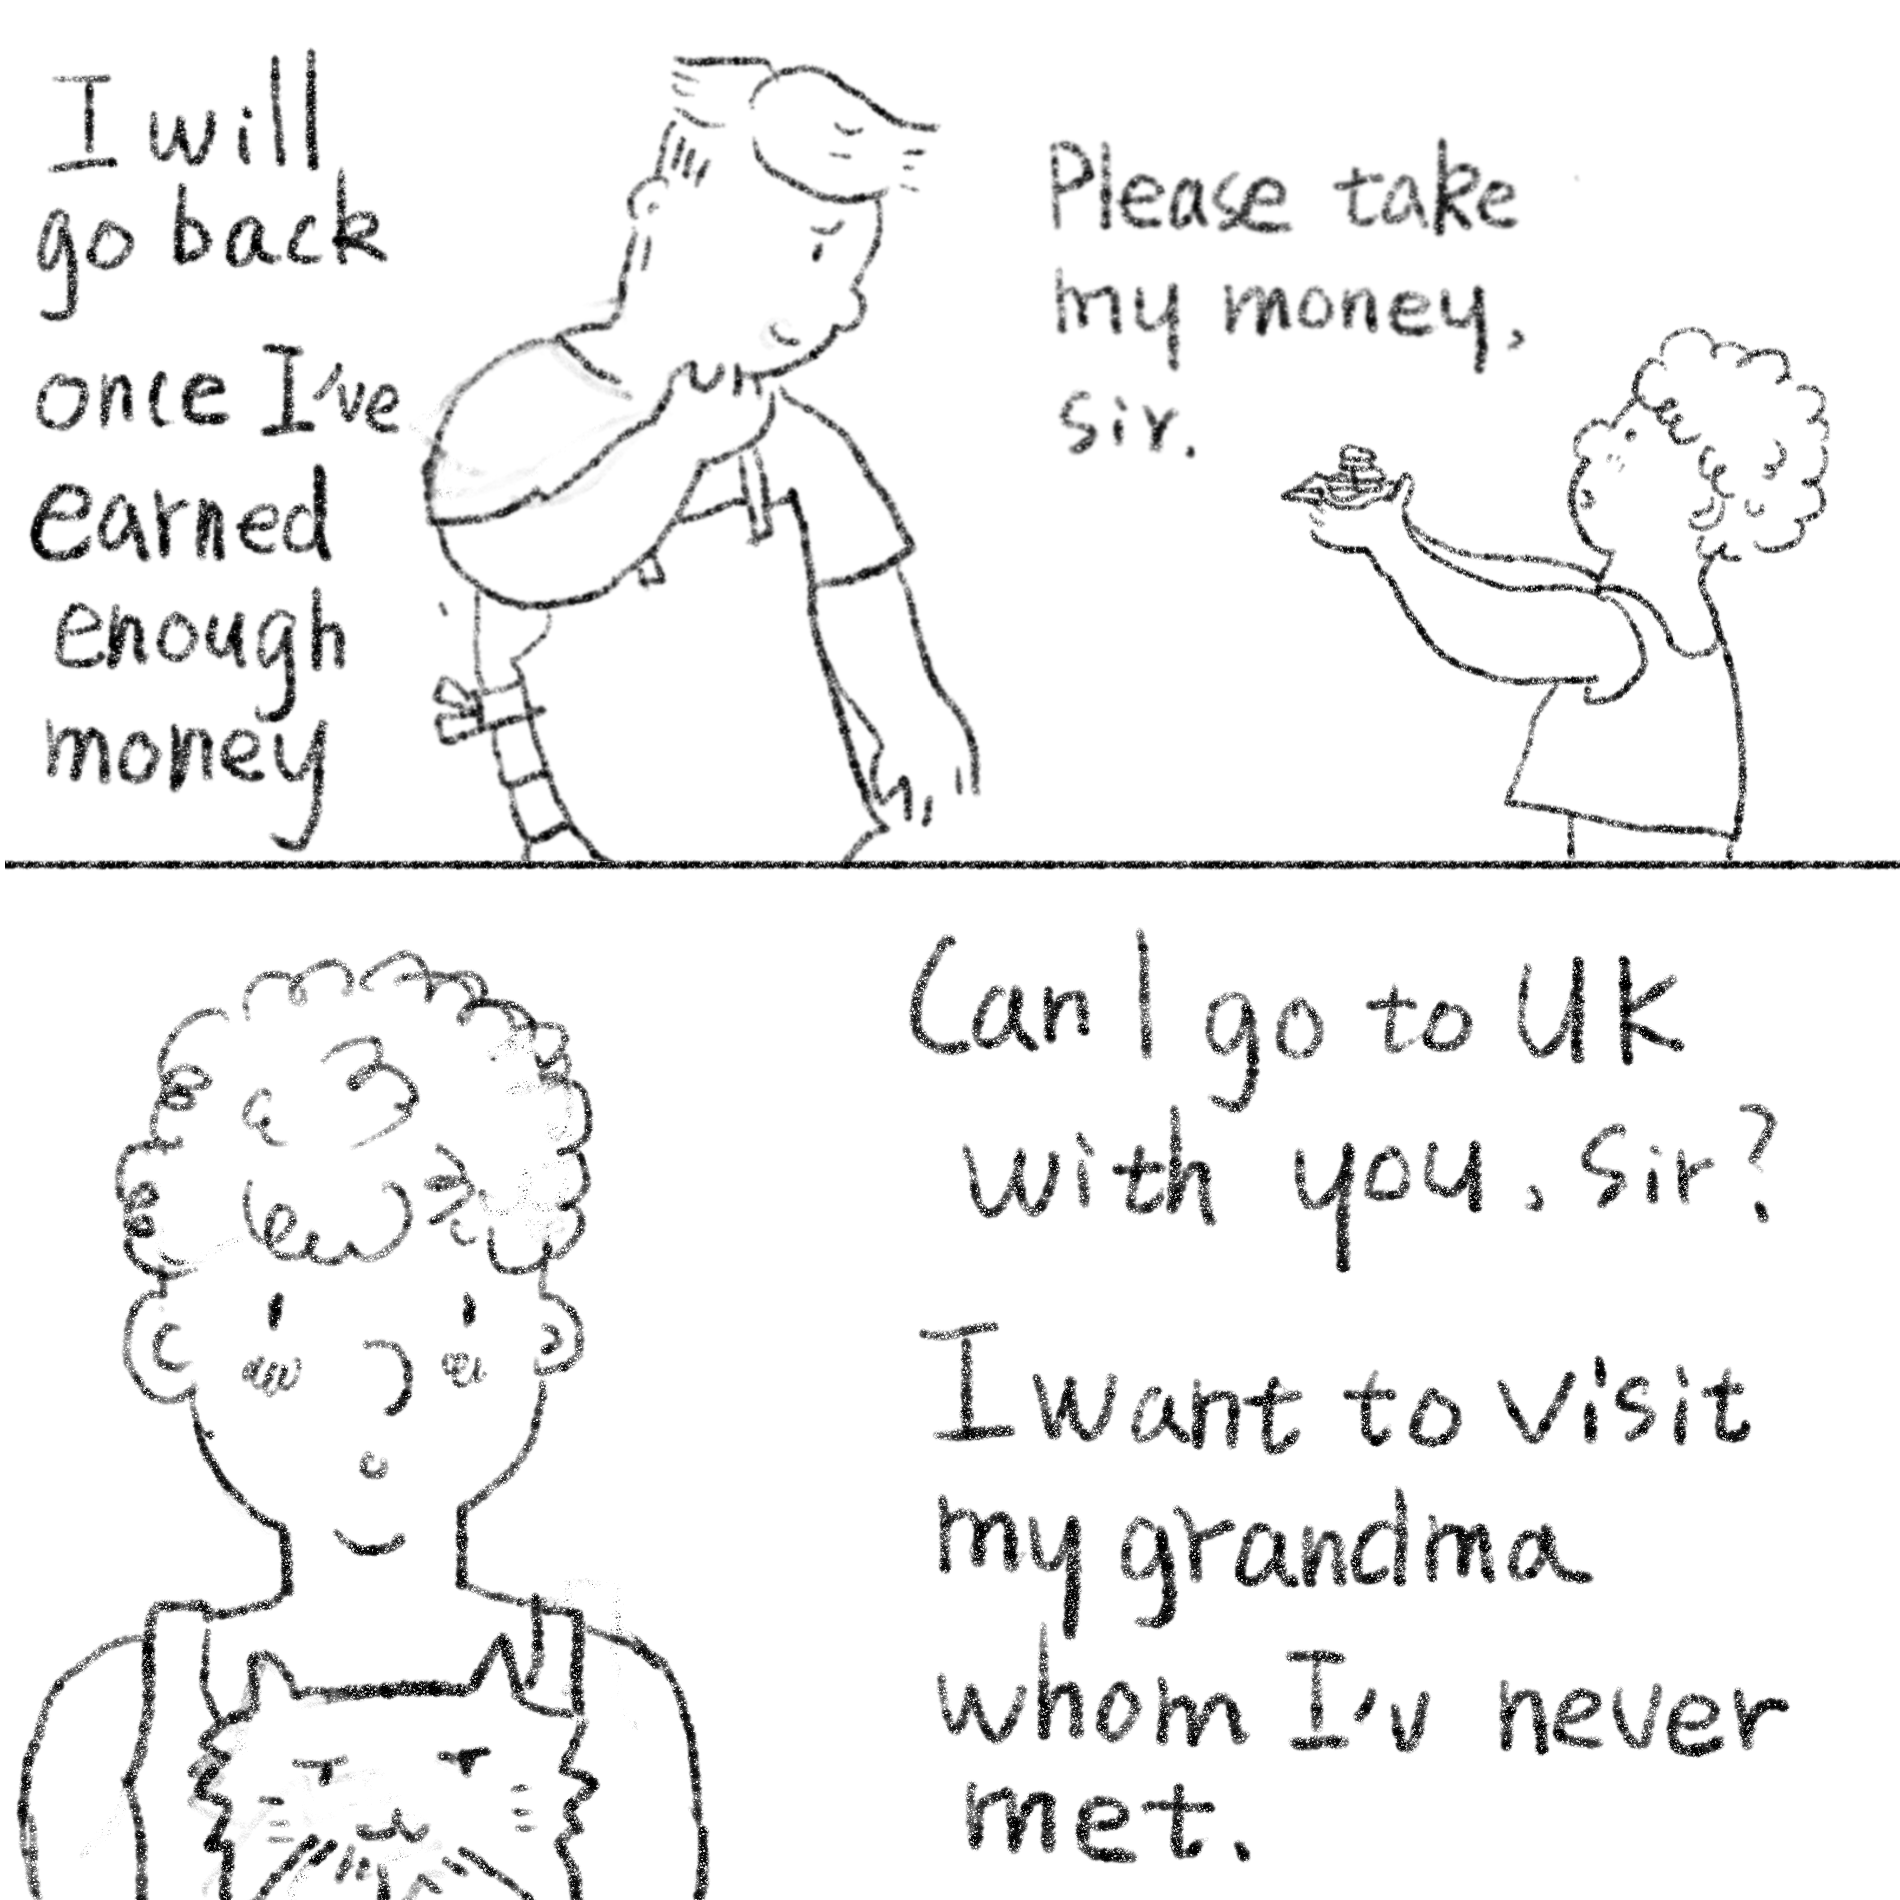 I will
go back
once I've
earned
enough
money
Please take
my money,
sir.
Can I go to UK
with you, sir?
I want to visit
my grandma
whom I'v never
met.